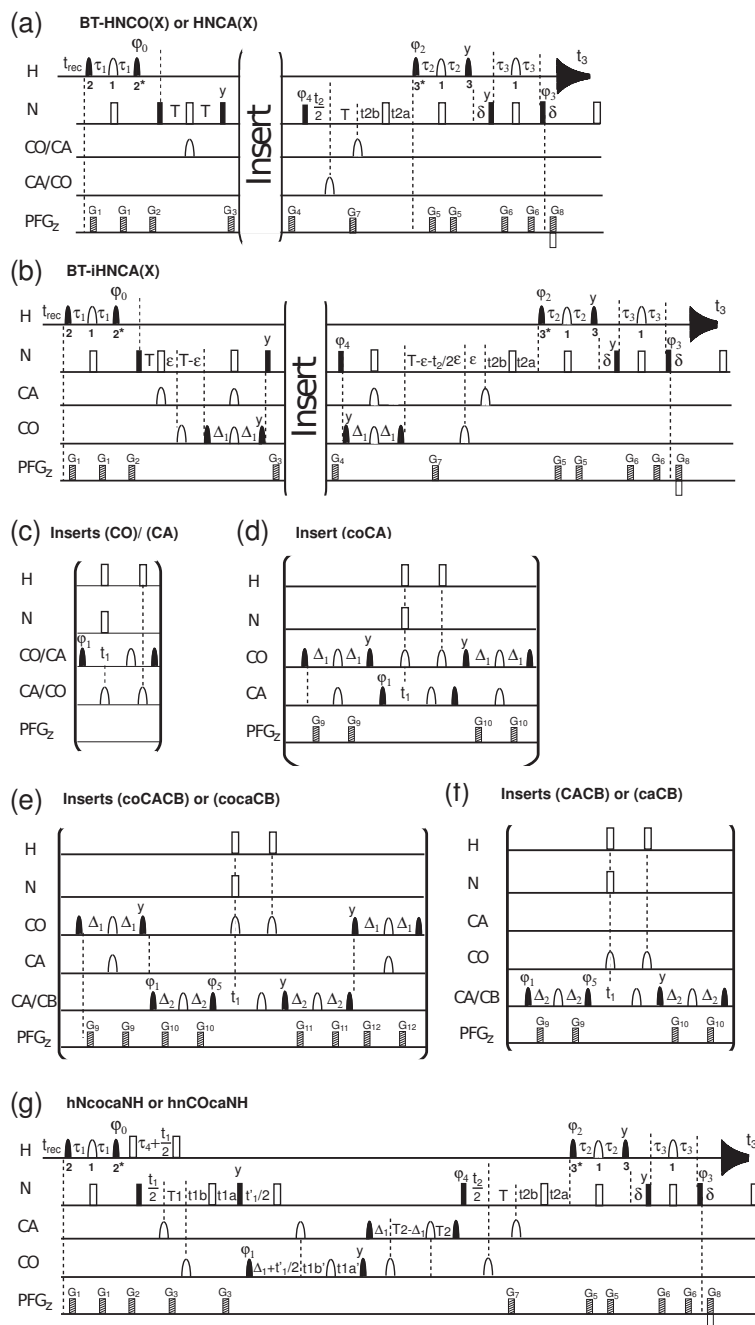 (a) BT-HNCO(X) or HNCA(X)
φ0 φ2 y t3
H trec τ1 τ1 τ2 τ2 τ3 τ3
2 1 2* 3* 1 3 1
N T T y φ4 t2/2 T t2b t2a δ y φ3 δ
CO/CA
CA/CO
PFGz G1 G1 G2 G3 G4 G7 G5 G5 G6 G6 G8
Insert
(b) BT-iHNCA(X)
φ0 φ2 y t3
H trec τ1 τ1 τ2 τ2 τ3 τ3
2 1 2* 3* 1 3 1
N T ε T-ε y φ4 T-ε-t2/2ε ε t2b t2a δ y φ3 δ
CA
CO Δ1 Δ1 y y Δ1 Δ1
PFGz G1 G1 G2 G3 G4 G7 G5 G5 G6 G6 G8
Insert
(c) Inserts (CO)/ (CA)
H
N
CO/CA φ1 t1
CA/CO
PFGz
(d) Insert (coCA)
H
N
CO Δ1 Δ1 y y Δ1 Δ1
CA φ1 t1
PFGz G9 G9 G10 G10
(e) Inserts (coCACB) or (cocaCB)
H
N
CO Δ1 Δ1 y y Δ1 Δ1
CA
CA/CB φ1 Δ2 Δ2 φ5 t1 y Δ2 Δ2
PFGz G9 G9 G10 G10 G11 G11 G12 G12
(f) Inserts (CACB) or (caCB)
H
N
CA
CO
CA/CB φ1 Δ2 Δ2 φ5 t1 y Δ2 Δ2
PFGz G9 G9 G10 G10
(g) hNcocaNH or hnCOcaNH
φ0 φ2 y t3
H trec τ1 τ1 τ4+ t1/2 τ2 τ2 τ3 τ3
2 1 2* 3* 1 3 1
N t1/2 T1 t1b t1a y t'1/2 φ4 t2/2 T t2b t2a δ y φ3 δ
CA Δ1 T2-Δ1 T2
CO φ1 Δ1+t'1/2 t1b' t1a' y
PFGz G1 G1 G2 G3 G3 G7 G5 G5 G6 G6 G8